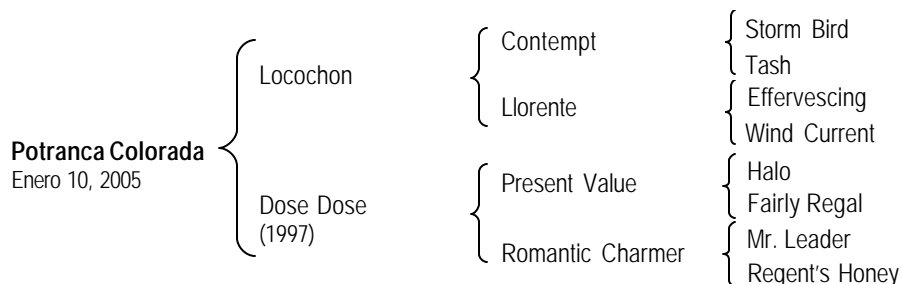 Potranca Colorada
Enero 10, 2005
Locochon
Dose Dose
(1997)
Contempt
Llorente
Present Value
Romantic Charmer
Storm Bird
Tash
Effervescing
Wind Current
Halo
Fairly Regal
Mr. Leader
Regent's Honey